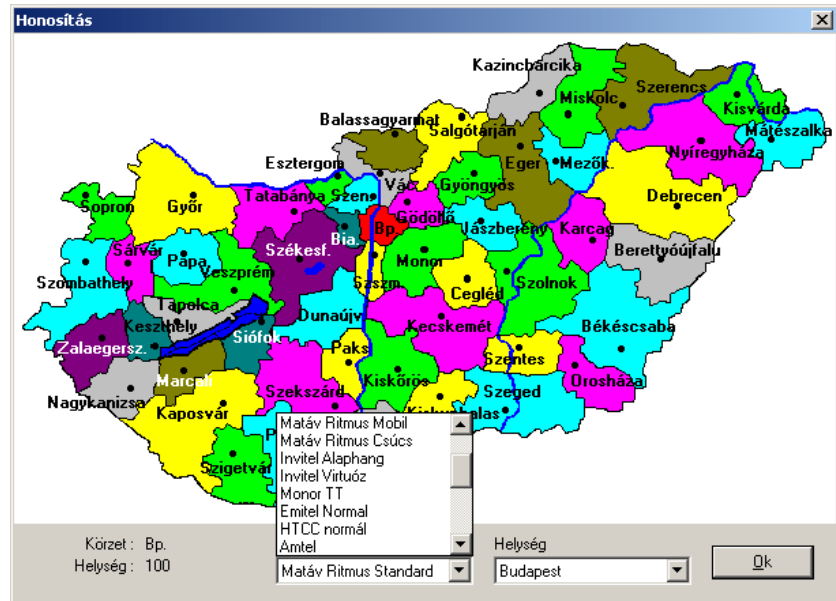 Honosítás
Kazincbarcika
Szerencs
Miskolc
Kisvárda
Balassagyarmat
Salgótarján
Mátészalka
Eger
Mezők.
Nyíregyháza
Esztergom
Vác
Gyöngyös
Tatabánya
Szen.
Debrecen
Sopron
Győr
Gödöllő
Bp.
Jászberény
Karcag
Bia.
Sárvár
Székesf.
Berettyóújfalu
Pápa
Monor
Szombathely
Veszprém
Szszm.
Cegléd
Szolnok
Tapolca
Dunaújv.
Kecskemét
Keszthely
Siófok
Békéscsaba
Zalaegersz.
Paks
Szentes
Marcali
Kiskőrös
Orosháza
Nagykanizsa
Kaposvár
Szekszárd
Szeged
Szigetvár
Matáv Ritmus Mobil
Matáv Ritmus Csúcs
Invitel Alaphang
Invitel Virtuóz
Monor TT
Emitel Normal
HTCC normál
Amtel
Körzet : Bp.
Helység
Helység : 100
Matáv Ritmus Standard
Budapest
Ok